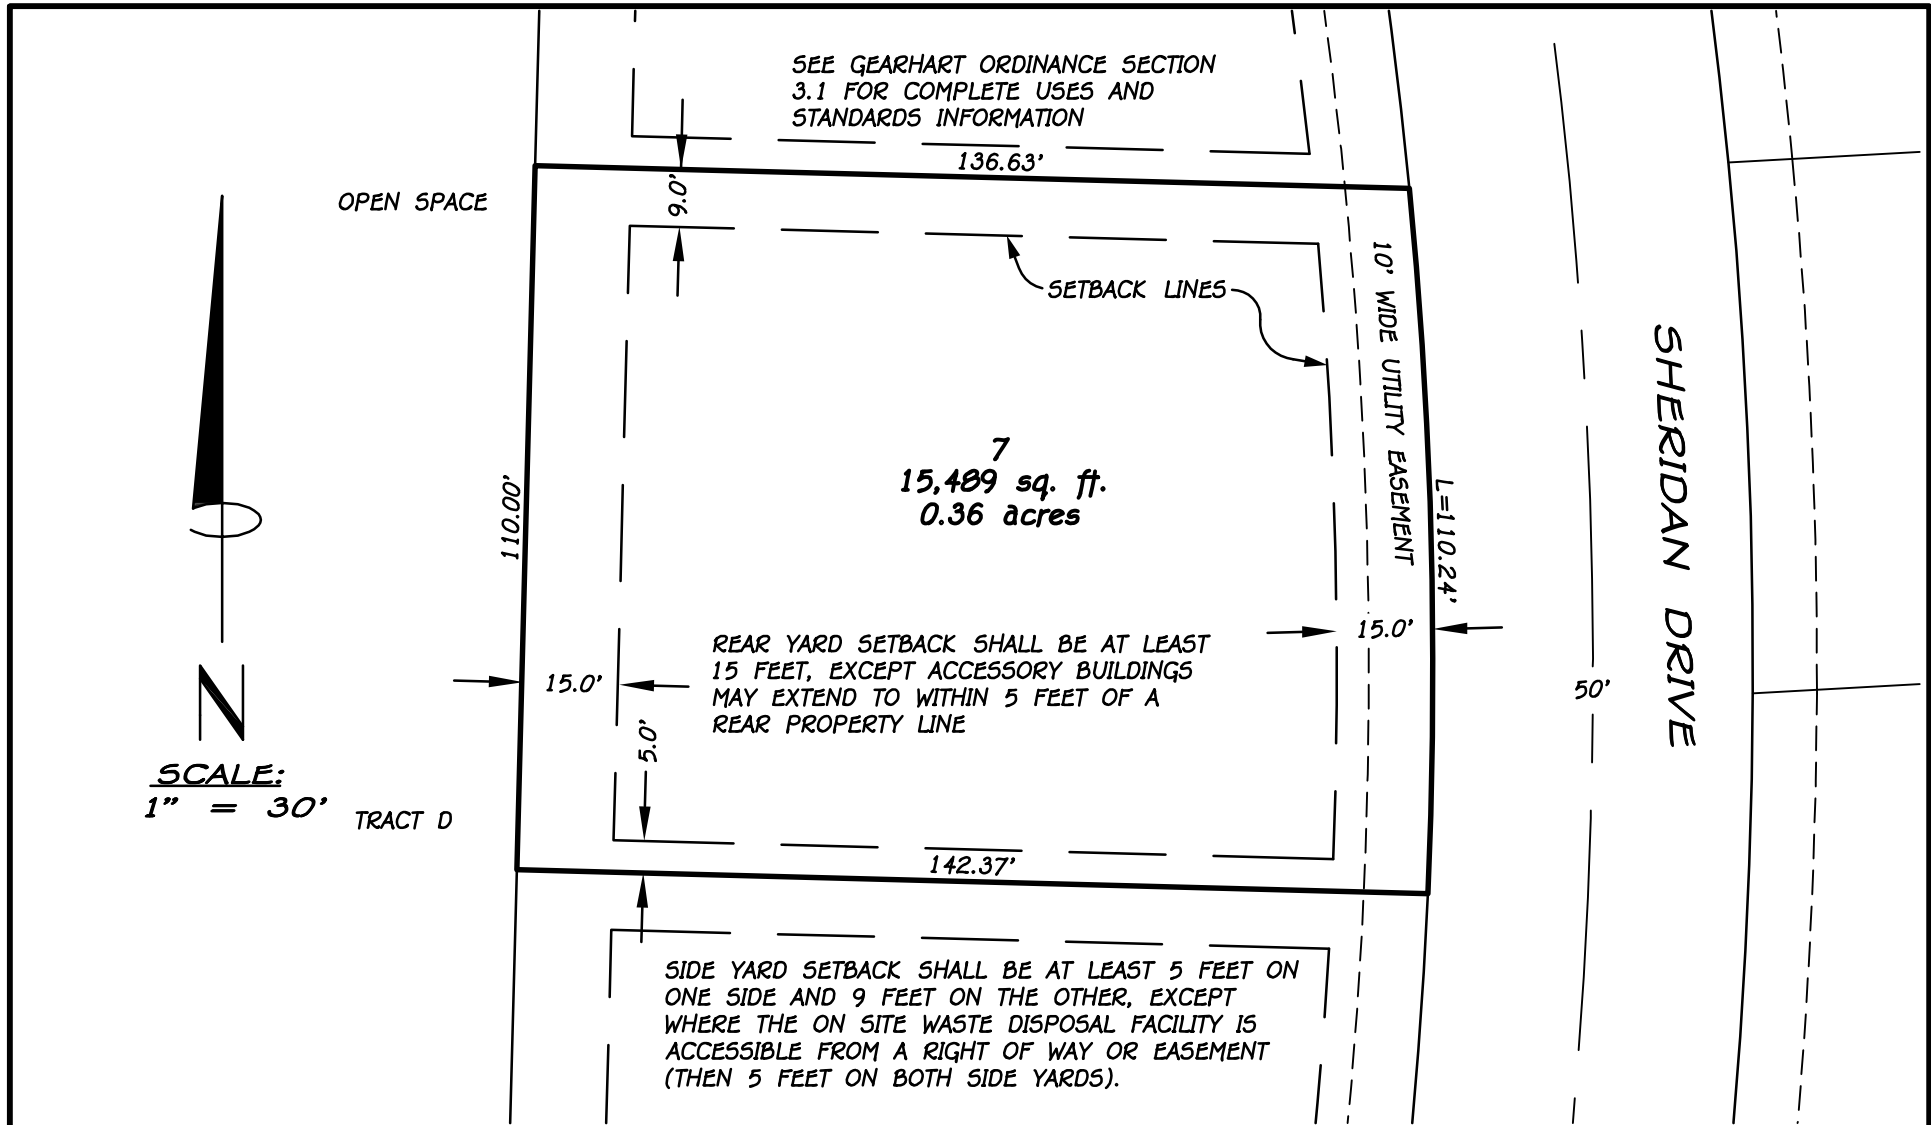 SEE GEARHART ORDINANCE SECTION
3.1 FOR COMPLETE USES AND
STANDARDS INFORMATION
136.63'
9.0'
OPEN SPACE
10' WIDE UTILITY EASEMENT
SETBACK LINES
SHERIDAN DRIVE
7
15,489 sq. ft.
0.36 acres
110.00'
L=110.24'
15.0'
REAR YARD SETBACK SHALL BE AT LEAST
15 FEET, EXCEPT ACCESSORY BUILDINGS
MAY EXTEND TO WITHIN 5 FEET OF A
REAR PROPERTY LINE
15.0'
50'
5.0'
N
SCALE:
1" = 30'
TRACT D
142.37'
SIDE YARD SETBACK SHALL BE AT LEAST 5 FEET ON
ONE SIDE AND 9 FEET ON THE OTHER, EXCEPT
WHERE THE ON SITE WASTE DISPOSAL FACILITY IS
ACCESSIBLE FROM A RIGHT OF WAY OR EASEMENT
(THEN 5 FEET ON BOTH SIDE YARDS).